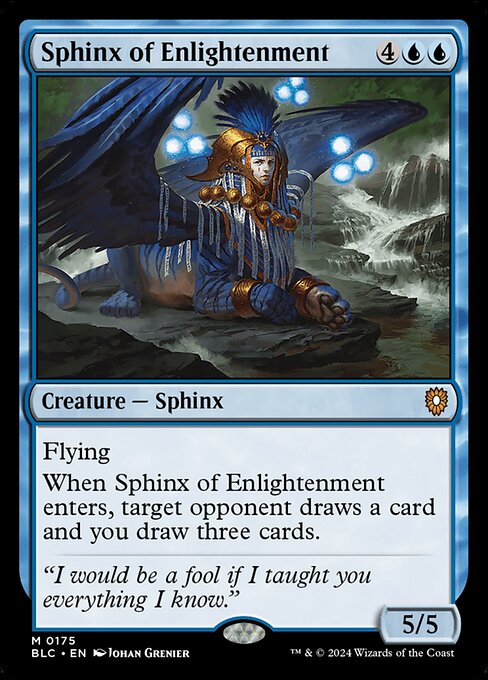 Sphinx of Enlightenment 4
Creature — Sphinx
Flying
When Sphinx of Enlightenment
enters, target opponent draws a card
and you draw three cards.
“I would be a fool if I taught you
everything I know.”
5/5
M 0175
BLC • EN Johan Grenier
™ & © 2024 Wizards of the Coast